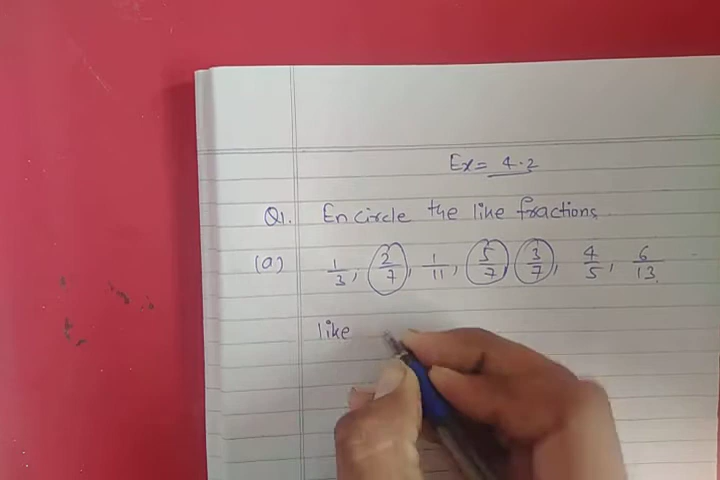 Ex= 4.2
Q1. Encircle the like fractions.
(a) 1/3, 2/7, 1/11, 5/7, 3/7, 4/5, 6/13.
like